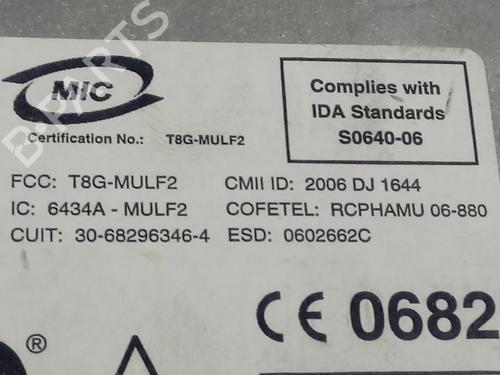 MIC
Complies with
IDA Standards
S0640-06
Certification No.: T8G-MULF2
FCC: T8G-MULF2 CMII ID: 2006 DJ 1644
IC: 6434A - MULF2 COFETEL: RCPHAMU 06-880
CUIT: 30-68296346-4 ESD: 0602662C
CE 0682
®
B PARTS